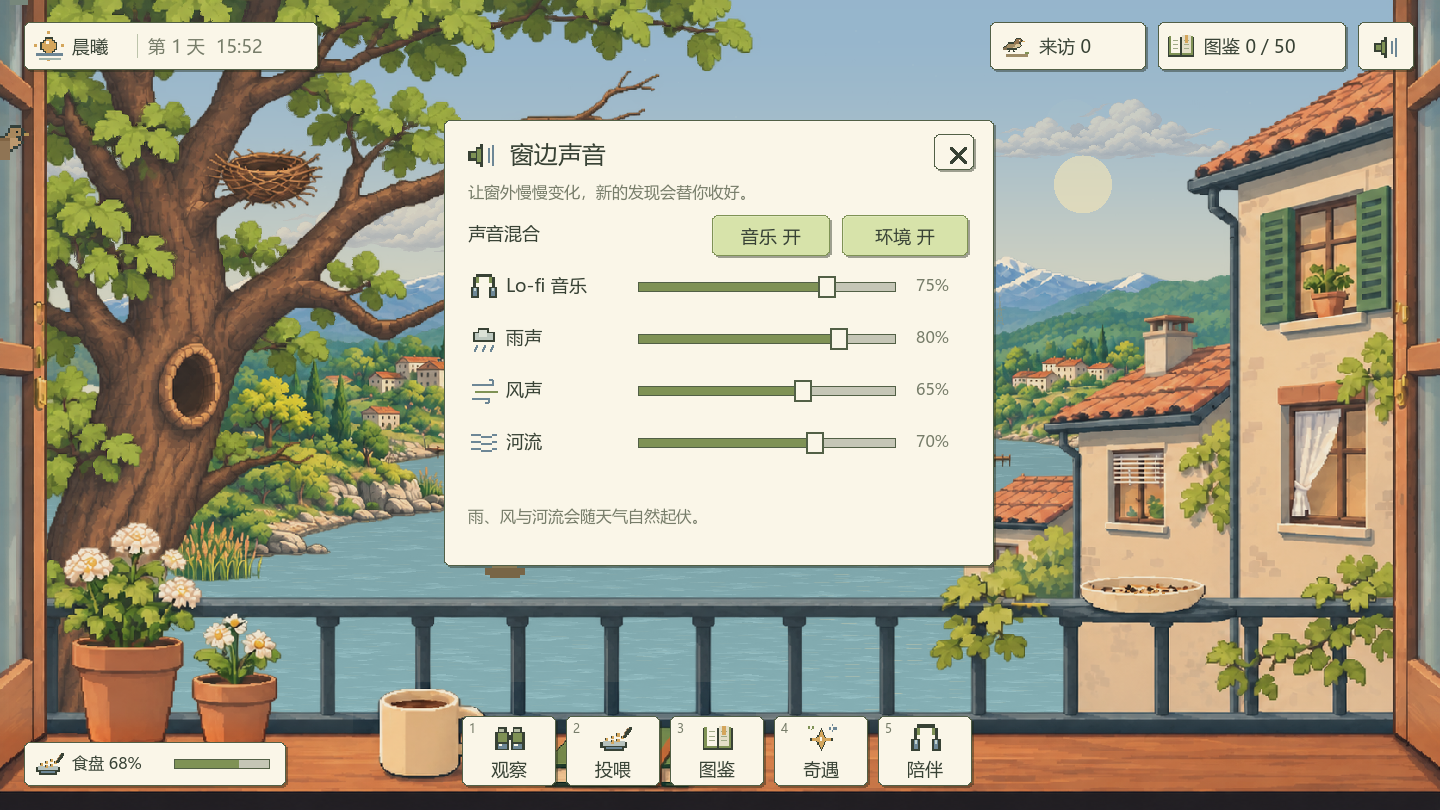 晨曦 第 1 天 15:52
来访 0
图鉴 0 / 50
窗边声音
让窗外慢慢变化，新的发现会替你收好。
声音混合
音乐 开
环境 开
Lo-fi 音乐 75%
雨声 80%
风声 65%
河流 70%
雨、风与河流会随天气自然起伏。
食盘 68%
1 观察
2 投喂
3 图鉴
4 奇遇
5 陪伴